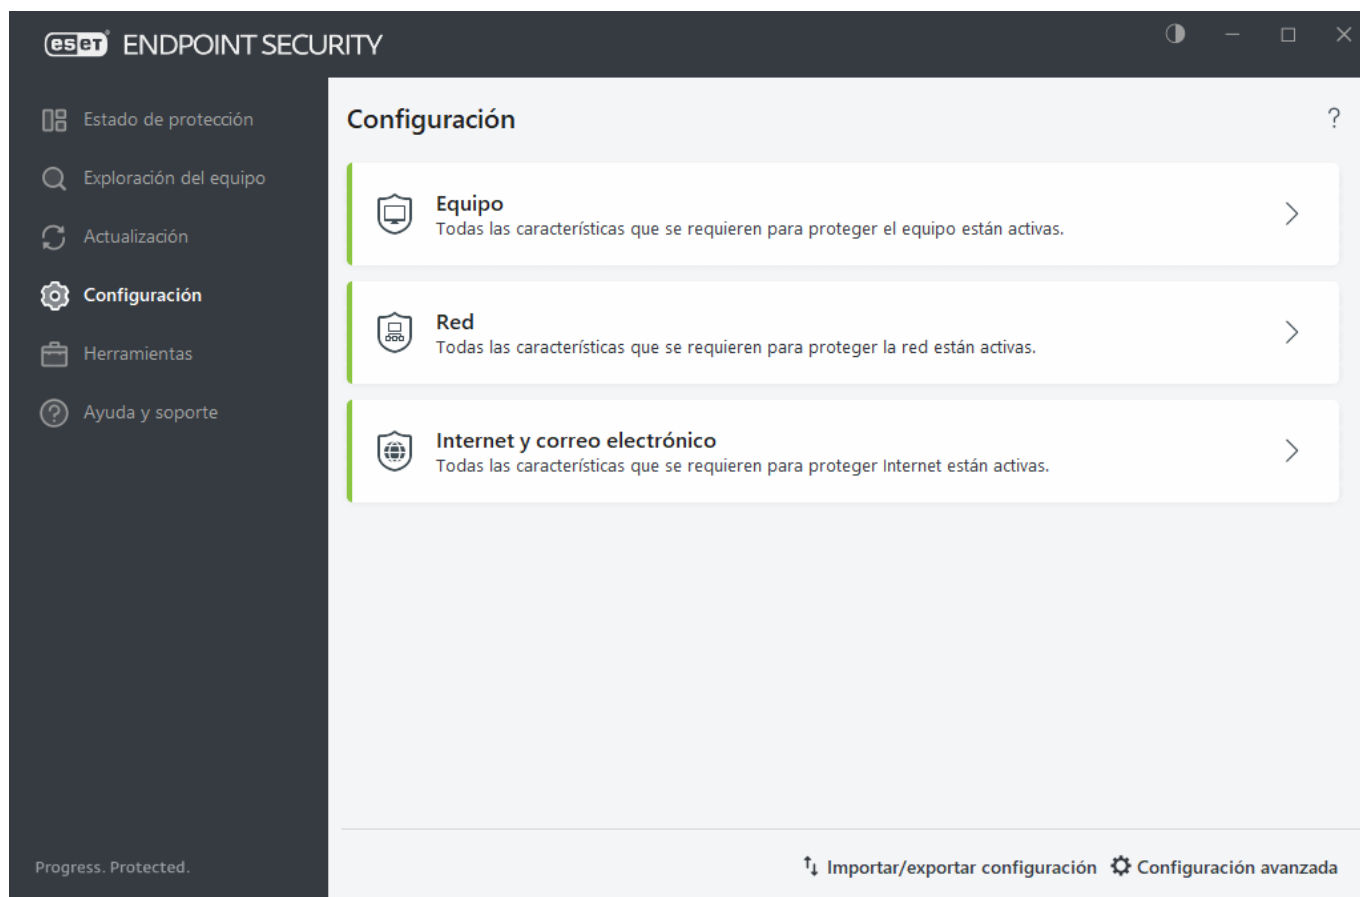 eset ENDPOINT SECURITY
Estado de protección
Exploración del equipo
Actualización
Configuración
Herramientas
Ayuda y soporte
Progress. Protected.
Configuración
?
Equipo
Todas las características que se requieren para proteger el equipo están activas.
Red
Todas las características que se requieren para proteger la red están activas.
Internet y correo electrónico
Todas las características que se requieren para proteger Internet están activas.
Importar/exportar configuración Configuración avanzada